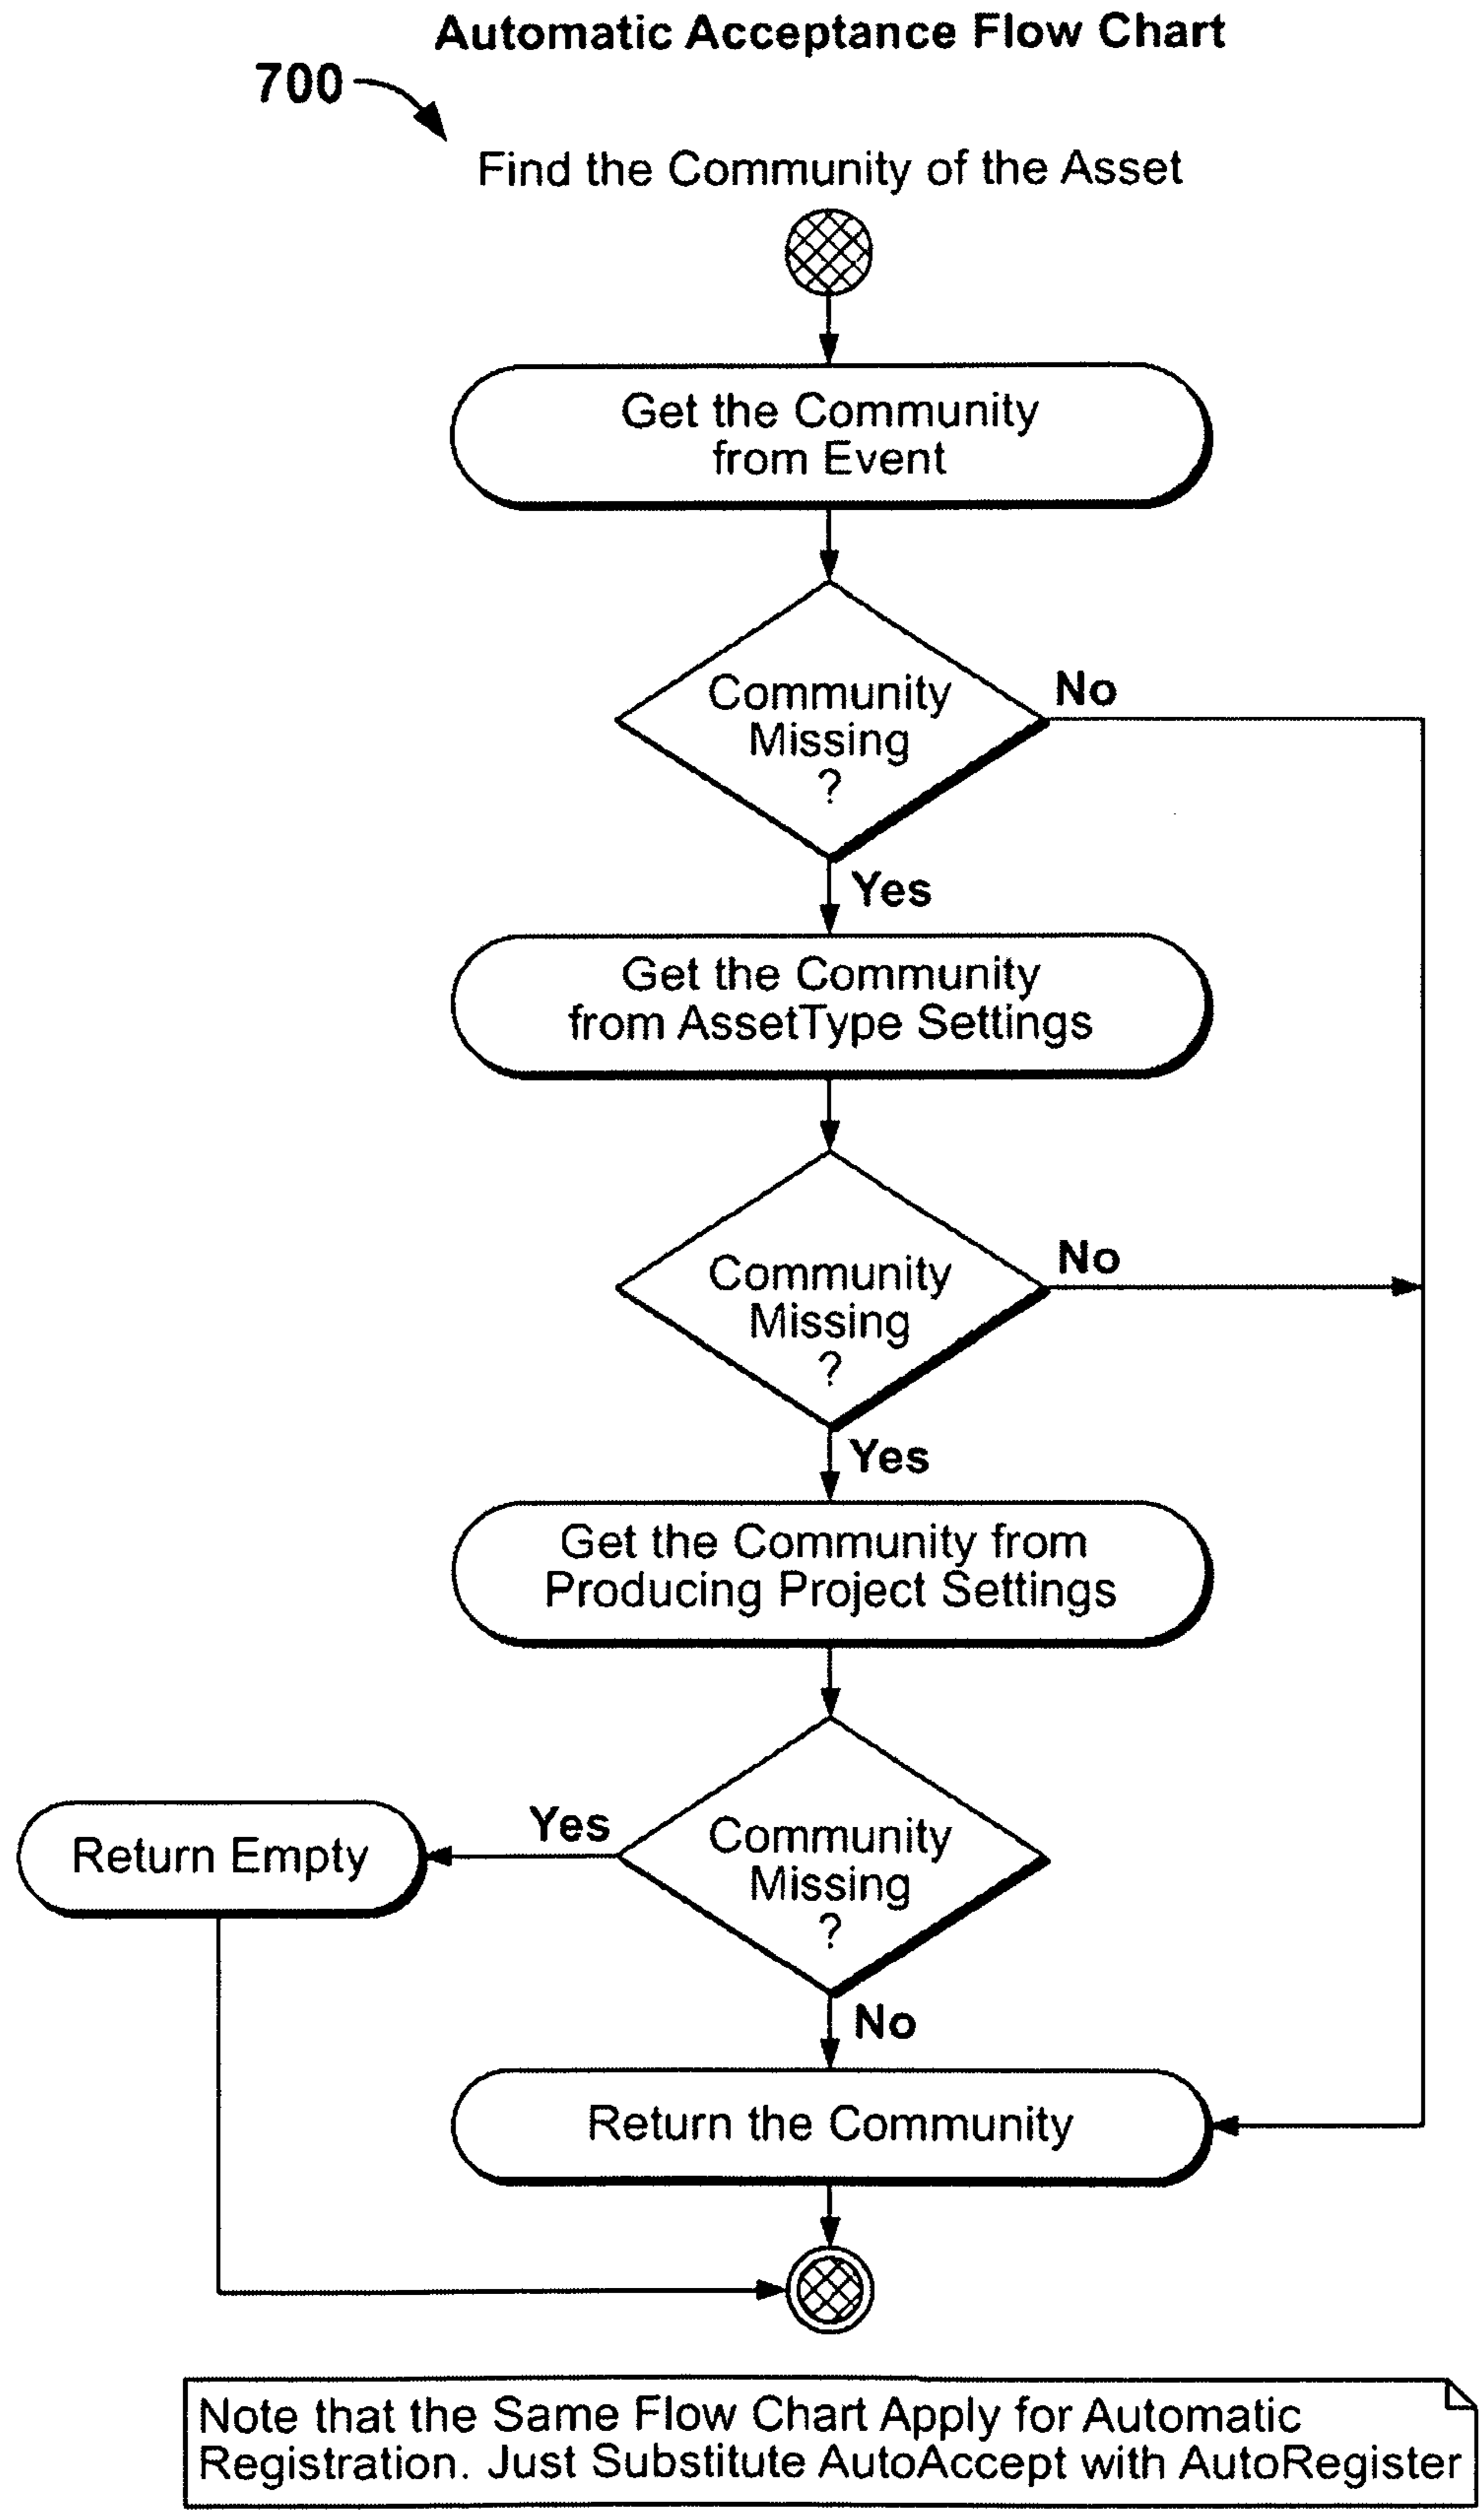 Automatic Acceptance Flow Chart
700
Find the Community of the Asset
Get the Community
from Event
Community
Missing
?
No
Yes
Get the Community
from AssetType Settings
Community
Missing
?
No
Yes
Get the Community from
Producing Project Settings
Community
Missing
?
Yes
Return Empty
No
Return the Community
Note that the Same Flow Chart Apply for Automatic
Registration. Just Substitute AutoAccept with AutoRegister